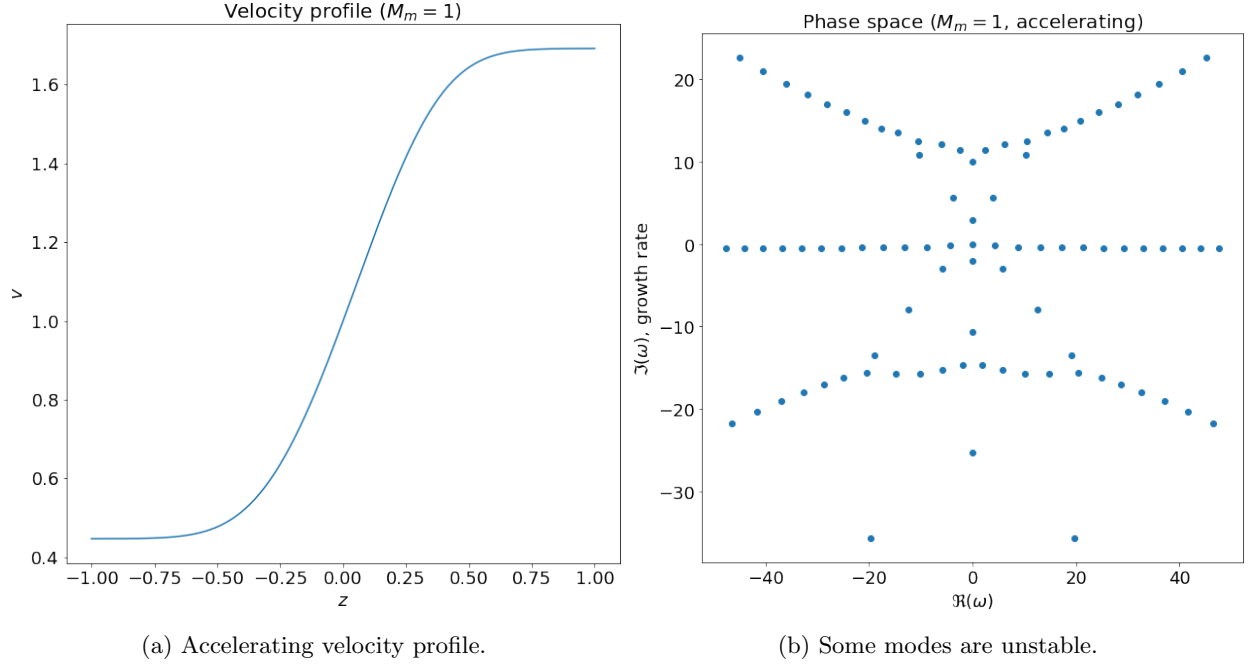 Velocity profile ($M_m = 1$)
1.6
1.4
1.2
1.0
0.8
0.6
0.4
v
−1.00 −0.75 −0.50 −0.25 0.00 0.25 0.50 0.75 1.00
z
(a) Accelerating velocity profile.
Phase space ($M_m = 1$, accelerating)
20
10
0
−10
−20
−30
ℑ(ω), growth rate
−40 −20 0 20 40
ℜ(ω)
(b) Some modes are unstable.